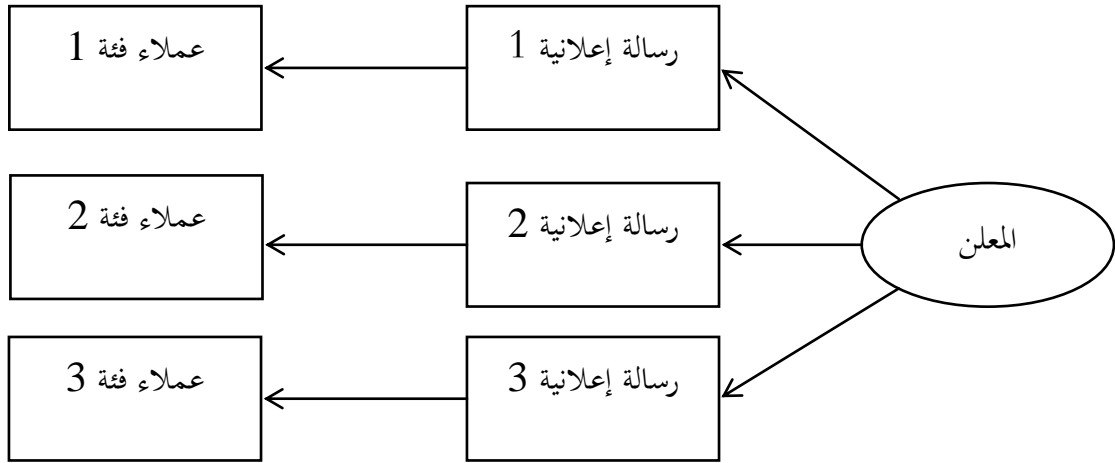 رسالة إعلانية 1
عملاء فئة 1
المعلن
رسالة إعلانية 2
عملاء فئة 2
رسالة إعلانية 3
عملاء فئة 3